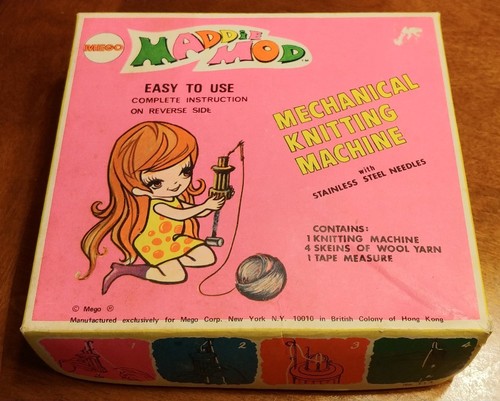 MEGO
MADDIE
MOD
TM
EASY TO USE
COMPLETE INSTRUCTION
ON REVERSE SIDE
MECHANICAL
KNITTING
MACHINE
with
STAINLESS STEEL NEEDLES
CONTAINS:
1 KNITTING MACHINE
4 SKEINS OF WOOL YARN
1 TAPE MEASURE
© Mego ®
Manufactured exclusively for Mego Corp. New York N.Y. 10010 in British Colony of Hong Kong
1
2
3
4